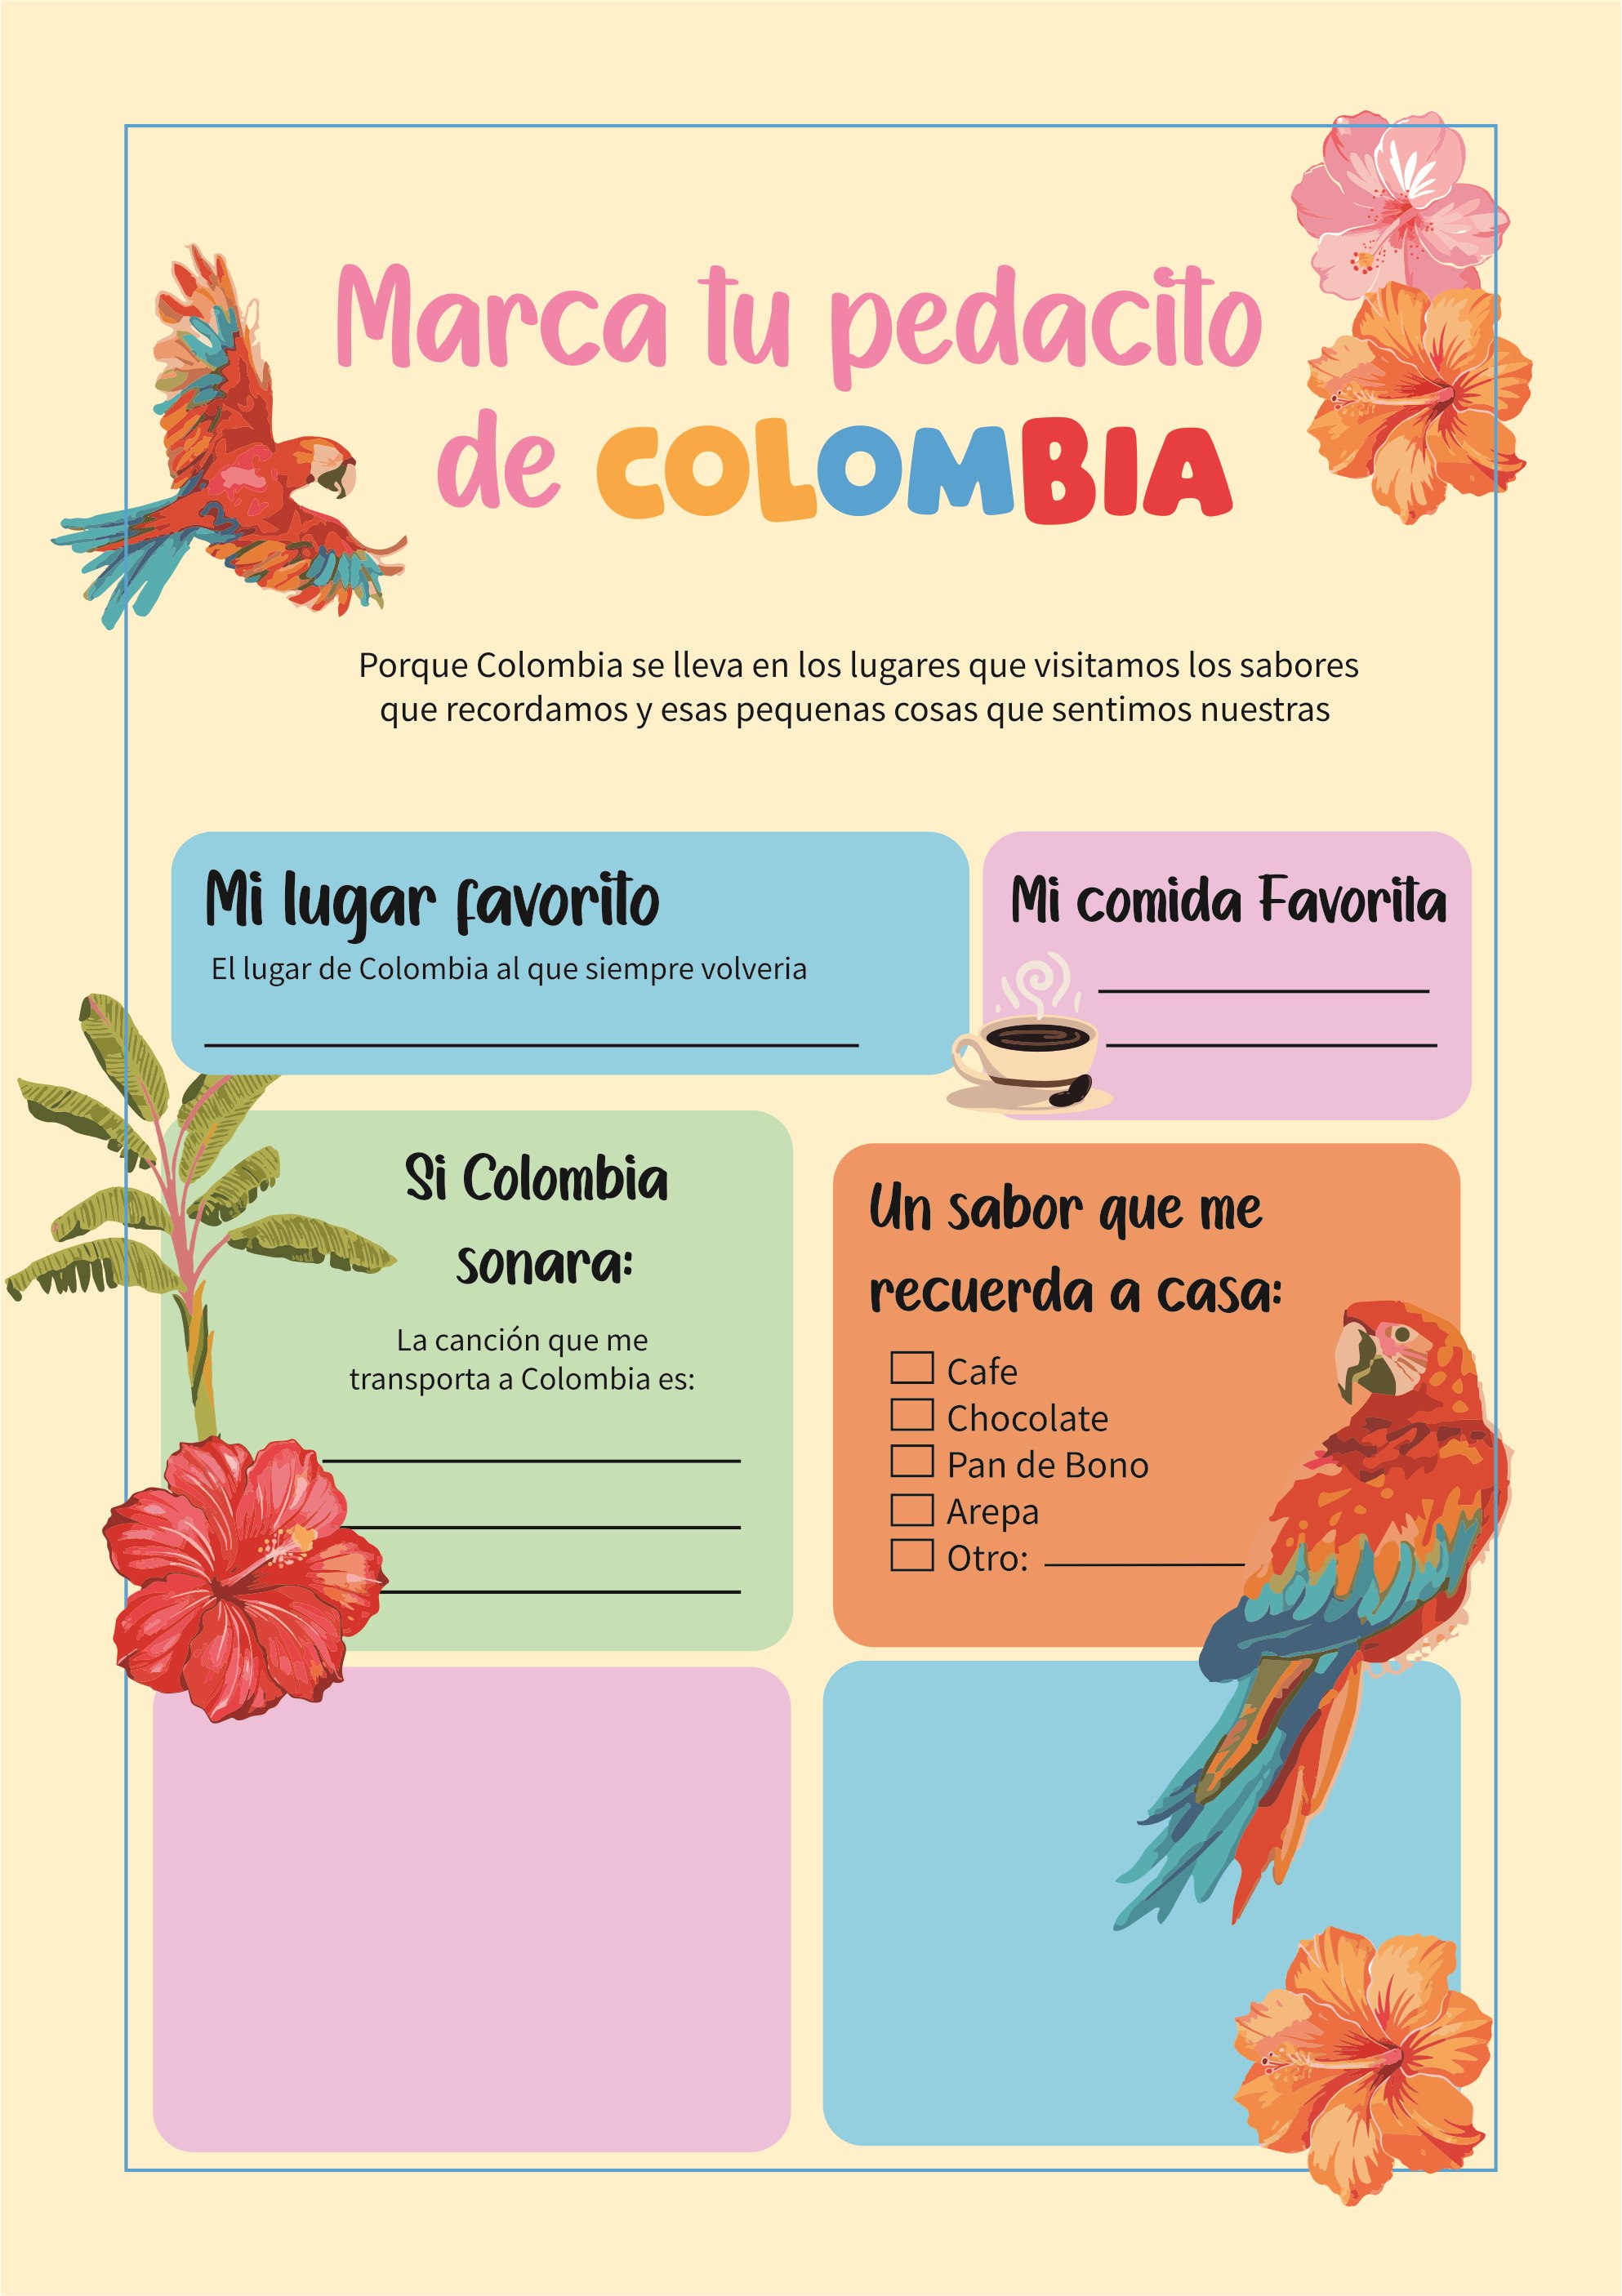 Marca tu pedacito
de COLOMBIA
Porque Colombia se lleva en los lugares que visitamos los sabores
que recordamos y esas pequenas cosas que sentimos nuestras
Mi lugar favorito
El lugar de Colombia al que siempre volveria
Mi comida Favorita
Si Colombia
sonara:
La canción que me
transporta a Colombia es:
Un sabor que me
recuerda a casa:
Cafe
Chocolate
Pan de Bono
Arepa
Otro: